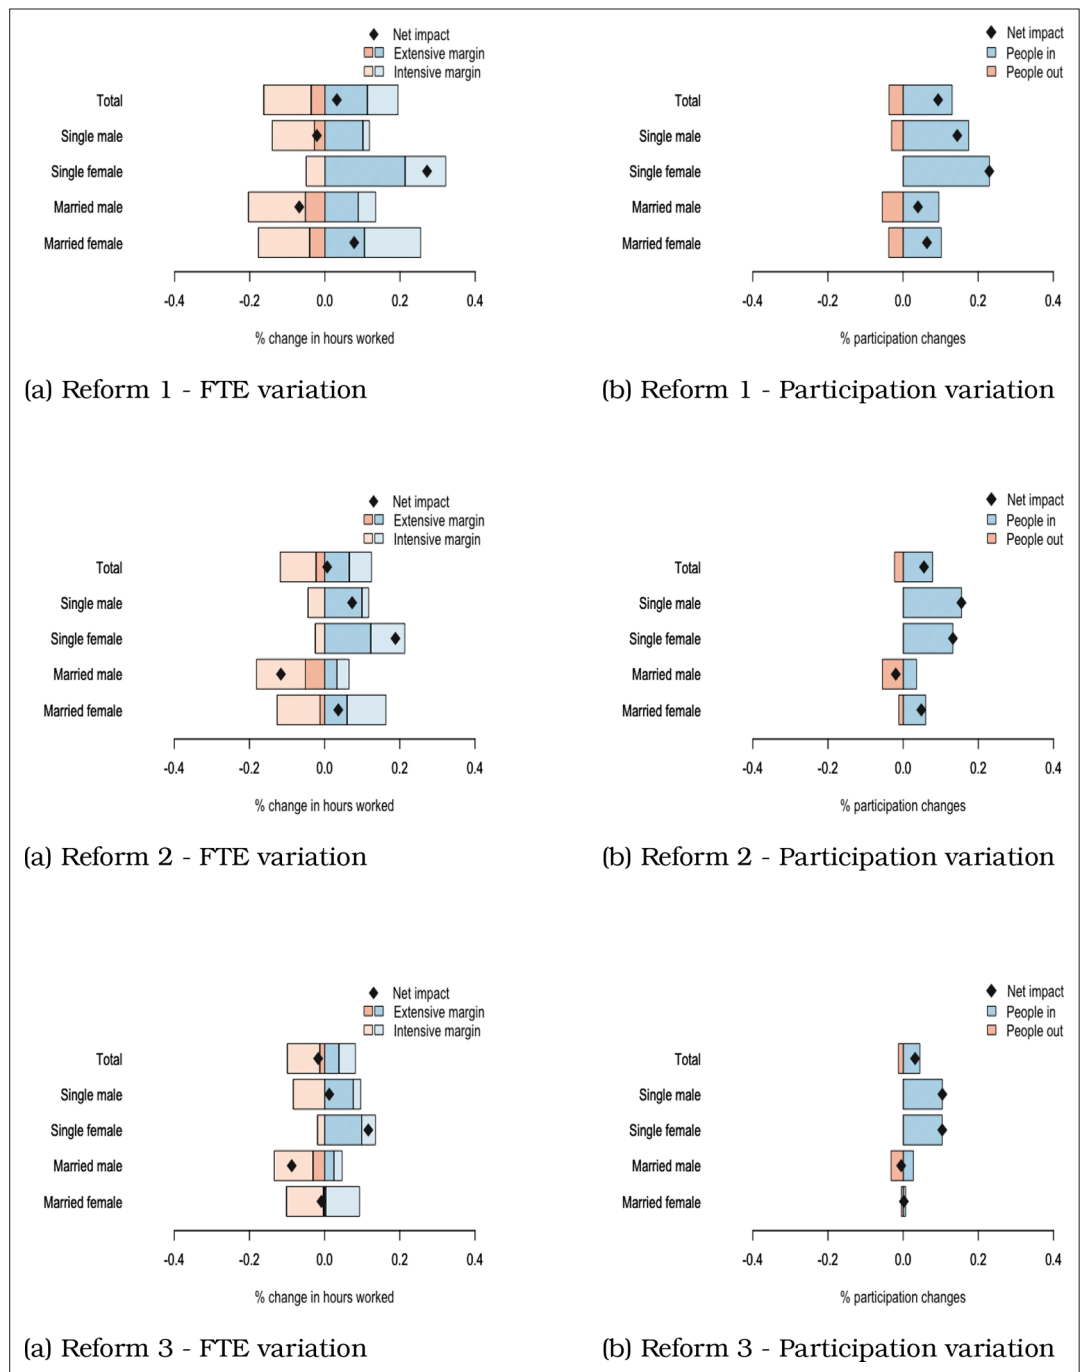 Net impact
Extensive margin
Intensive margin
Total
Single male
Single female
Married male
Married female
-0.4 -0.2 0.0 0.2 0.4
% change in hours worked
(a) Reform 1 - FTE variation
Net impact
People in
People out
Total
Single male
Single female
Married male
Married female
-0.4 -0.2 0.0 0.2 0.4
% participation changes
(b) Reform 1 - Participation variation
Net impact
Extensive margin
Intensive margin
Total
Single male
Single female
Married male
Married female
-0.4 -0.2 0.0 0.2 0.4
% change in hours worked
(a) Reform 2 - FTE variation
Net impact
People in
People out
Total
Single male
Single female
Married male
Married female
-0.4 -0.2 0.0 0.2 0.4
% participation changes
(b) Reform 2 - Participation variation
Net impact
Extensive margin
Intensive margin
Total
Single male
Single female
Married male
Married female
-0.4 -0.2 0.0 0.2 0.4
% change in hours worked
(a) Reform 3 - FTE variation
Net impact
People in
People out
Total
Single male
Single female
Married male
Married female
-0.4 -0.2 0.0 0.2 0.4
% participation changes
(b) Reform 3 - Participation variation